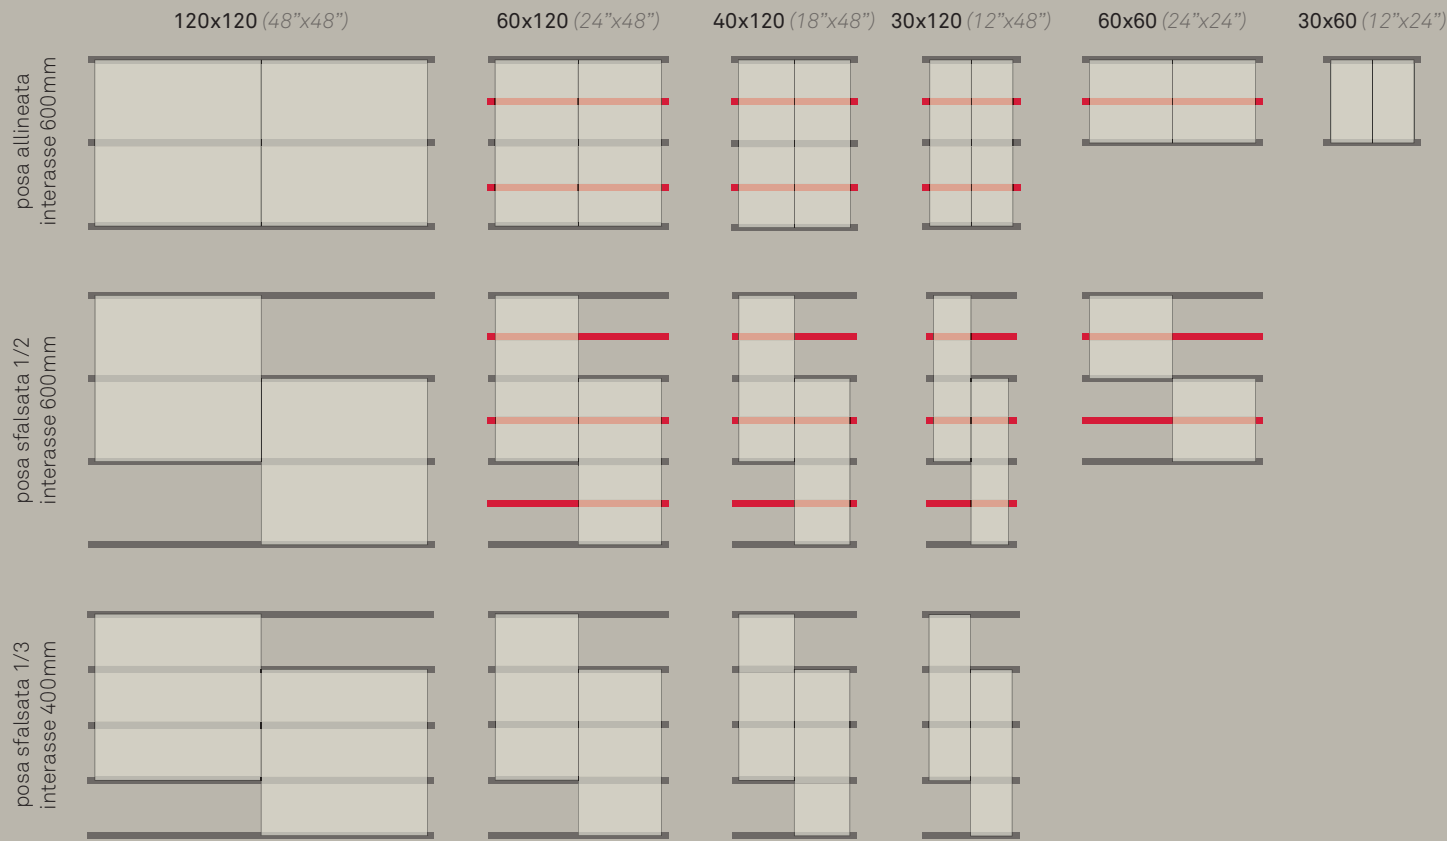 120x120 (48”x48”)
60x120 (24”x48”)
40x120 (18”x48”)
30x120 (12”x48”)
60x60 (24”x24”)
30x60 (12”x24”)
posa allineata
interasse 600mm
posa sfalsata 1/2
interasse 600mm
posa sfalsata 1/3
interasse 400mm